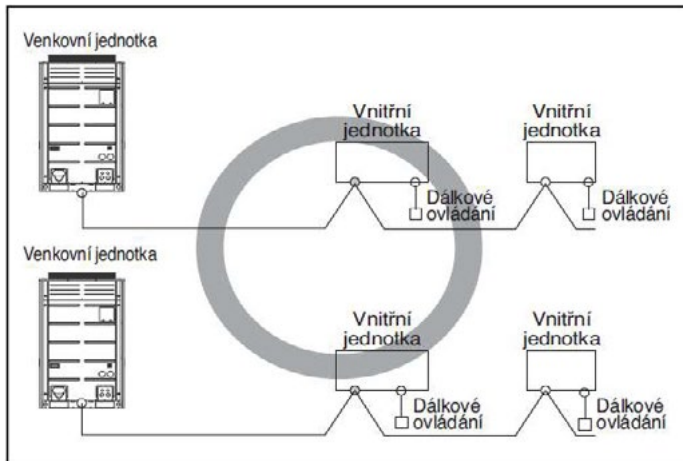 Venkovní jednotka
Vnitřní
jednotka
Vnitřní
jednotka
Dálkové
ovládání
Dálkové
ovládání
Venkovní jednotka
Vnitřní
jednotka
Vnitřní
jednotka
Dálkové
ovládání
Dálkové
ovládání